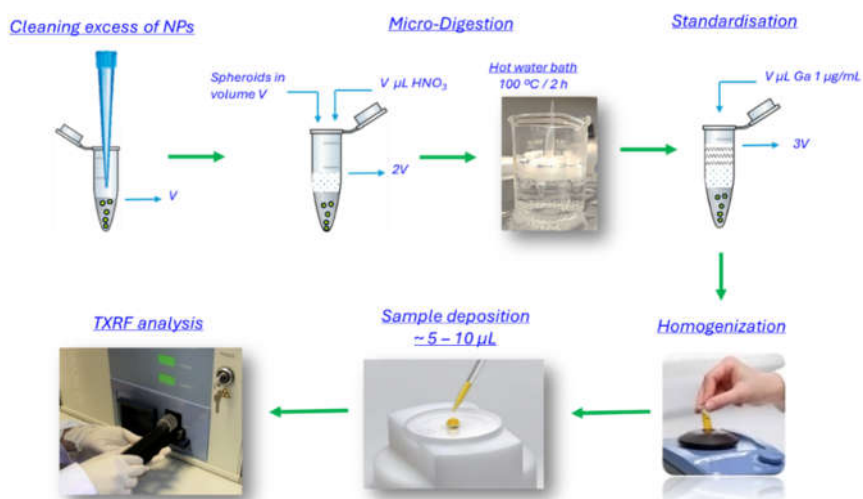 Cleaning excess of NPs
Micro-Digestion
Standardisation
Spheroids in
volume V
V µL HNO₃
Hot water bath
100 ºC / 2 h
V µL Ga 1 µg/mL
V
2V
3V
TXRF analysis
Sample deposition
~ 5 – 10 µL
Homogenization